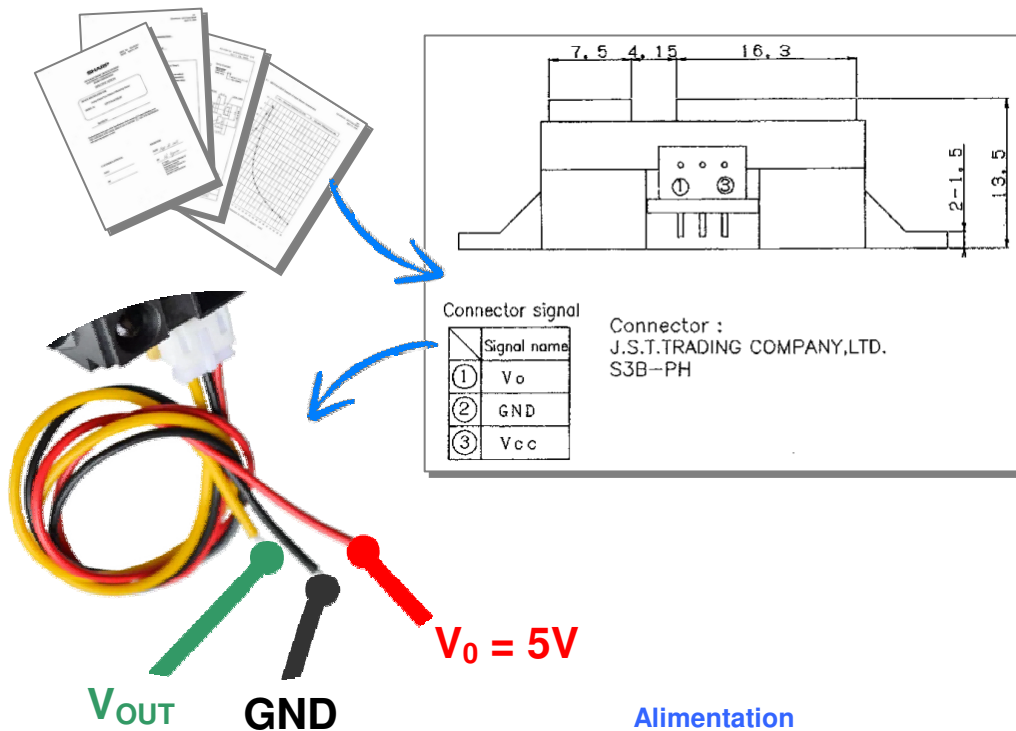 SHARP
7.5 4.15 16.3
① ③
2-1.5
13.5
Connector signal
Signal name
① Vo
② GND
③ Vcc
Connector :
J.S.T.TRADING COMPANY,LTD.
S3B-PH
V0 = 5V
VOUT
GND
Alimentation